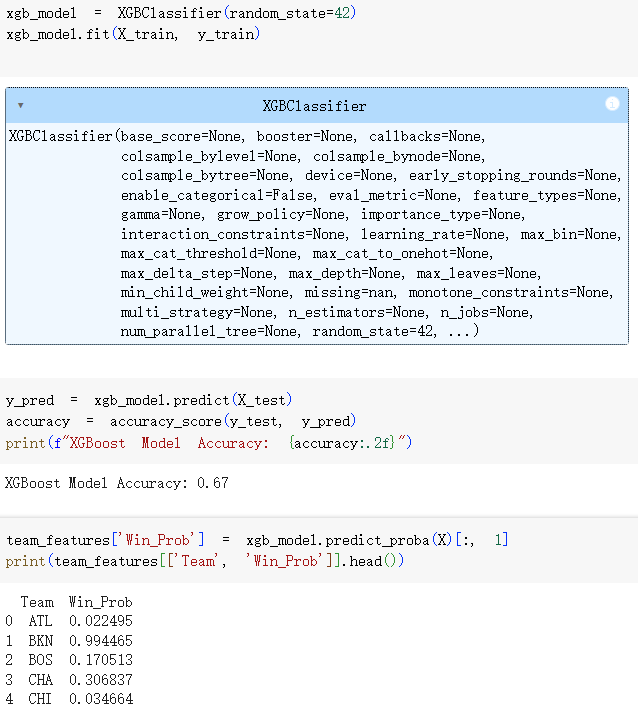 xgb_model = XGBClassifier(random_state=42)
xgb_model.fit(X_train, y_train)
XGBClassifier
XGBClassifier(base_score=None, booster=None, callbacks=None,
colsample_bylevel=None, colsample_bynode=None,
colsample_bytree=None, device=None, early_stopping_rounds=None,
enable_categorical=False, eval_metric=None, feature_types=None,
gamma=None, grow_policy=None, importance_type=None,
interaction_constraints=None, learning_rate=None, max_bin=None,
max_cat_threshold=None, max_cat_to_onehot=None,
max_delta_step=None, max_depth=None, max_leaves=None,
min_child_weight=None, missing=nan, monotone_constraints=None,
multi_strategy=None, n_estimators=None, n_jobs=None,
num_parallel_tree=None, random_state=42, ...)
y_pred = xgb_model.predict(X_test)
accuracy = accuracy_score(y_test, y_pred)
print(f"XGBoost Model Accuracy: {accuracy:.2f}")
XGBoost Model Accuracy: 0.67
team_features['Win_Prob'] = xgb_model.predict_proba(X)[:, 1]
print(team_features[['Team', 'Win_Prob']].head())
Team Win_Prob
0 ATL 0.022495
1 BKN 0.994465
2 BOS 0.170513
3 CHA 0.306837
4 CHI 0.034664